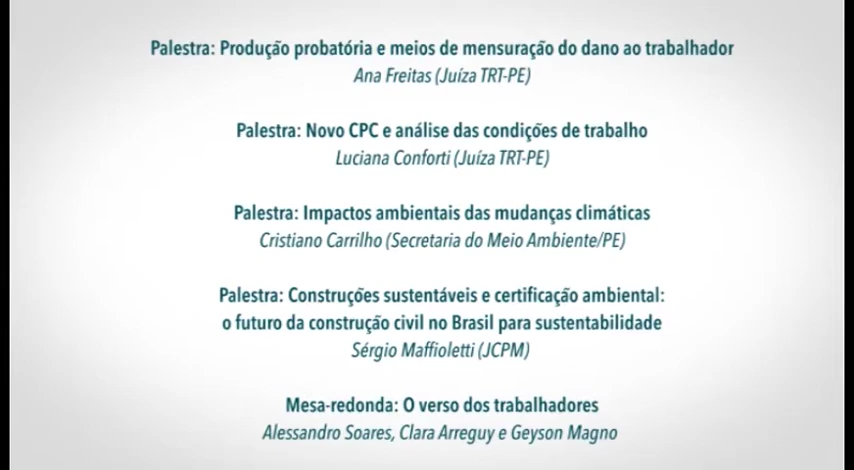 Palestra: Produção probatória e meios de mensuração do dano ao trabalhador
Ana Freitas (Juíza TRT-PE)
Palestra: Novo CPC e análise das condições de trabalho
Luciana Conforti (Juíza TRT-PE)
Palestra: Impactos ambientais das mudanças climáticas
Cristiano Carrilho (Secretaria do Meio Ambiente/PE)
Palestra: Construções sustentáveis e certificação ambiental:
o futuro da construção civil no Brasil para sustentabilidade
Sérgio Maffioletti (JCPM)
Mesa-redonda: O verso dos trabalhadores
Alessandro Soares, Clara Arreguy e Geyson Magno